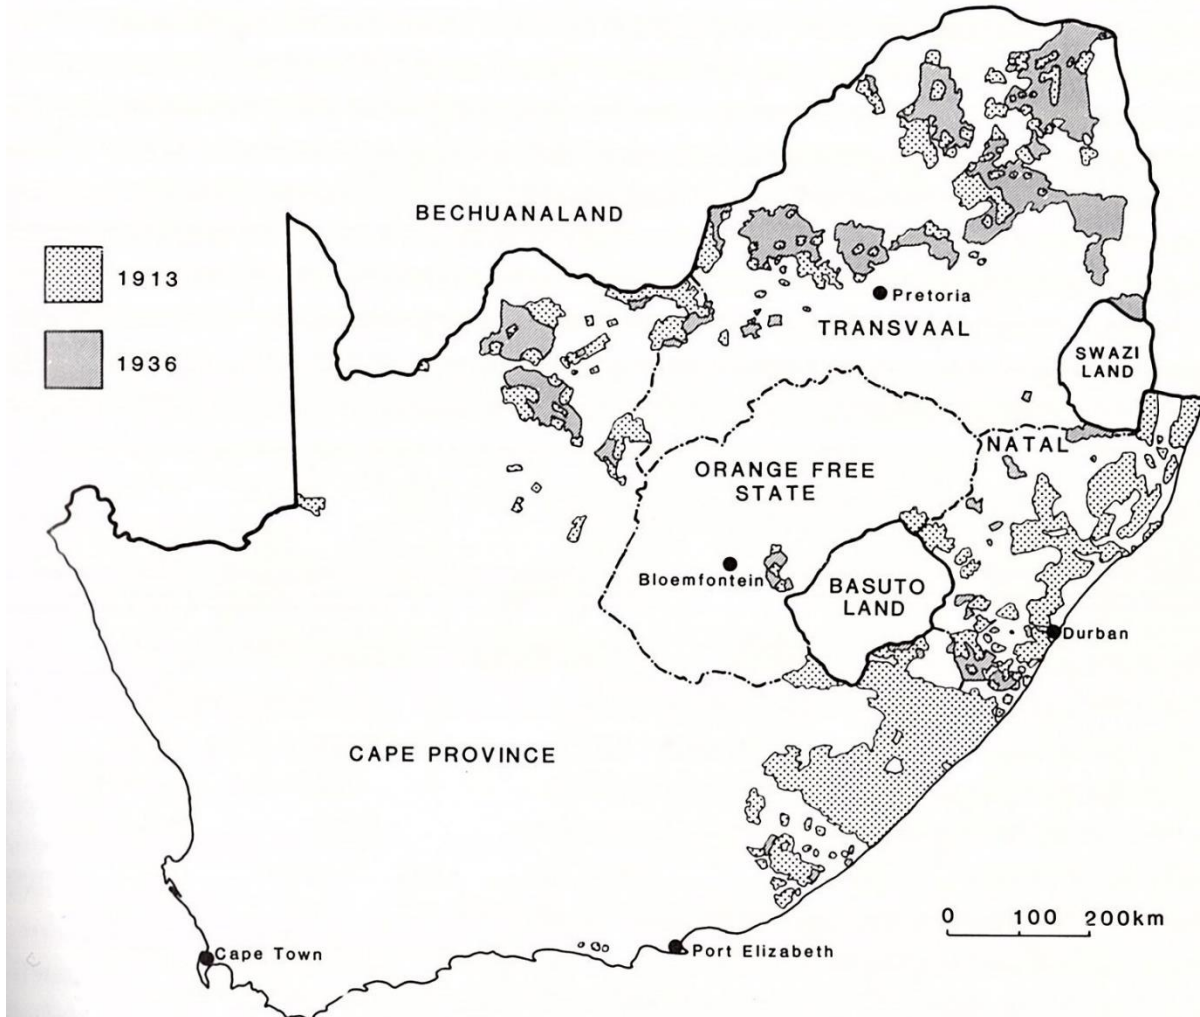 BECHUANALAND
1913
1936
Pretoria
TRANSVAAL
SWAZI
LAND
NATAL
ORANGE FREE
STATE
Bloemfontein
BASUTO
LAND
Durban
CAPE PROVINCE
0 100 200km
Cape Town
Port Elizabeth